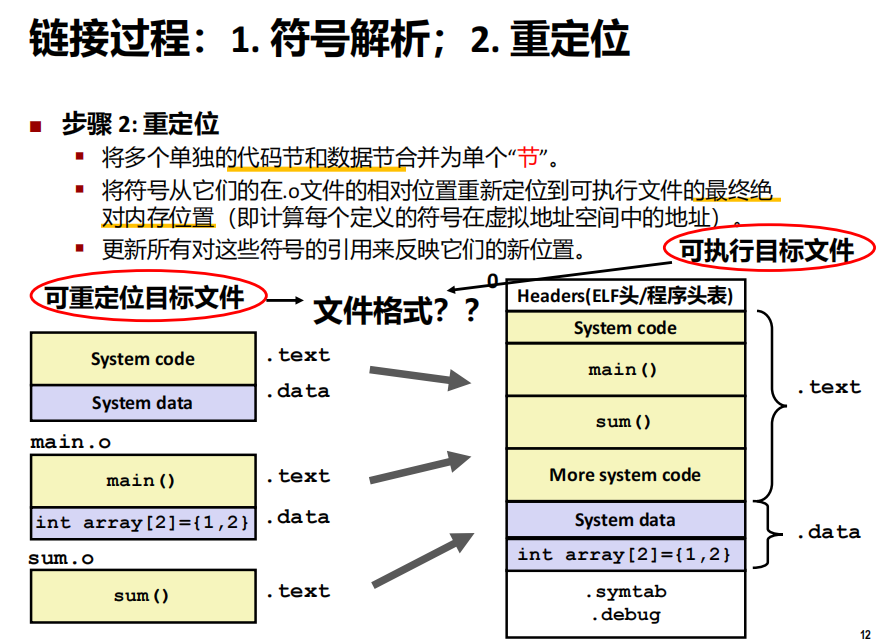 链接过程：1. 符号解析；2. 重定位
步骤 2: 重定位
将多个单独的代码节和数据节合并为单个“节”。
将符号从它们的在.o文件的相对位置重新定位到可执行文件的最终绝
对内存位置（即计算每个定义的符号在虚拟地址空间中的地址）。
更新所有对这些符号的引用来反映它们的新位置。
可执行目标文件
可重定位目标文件
文件格式？？
0
System code
.text
System data
.data
main.o
main()
.text
int array[2]={1,2}
.data
sum.o
sum()
.text
Headers(ELF头/程序头表)
System code
main()
sum()
More system code
.text
System data
int array[2]={1,2}
.data
.symtab
.debug
12